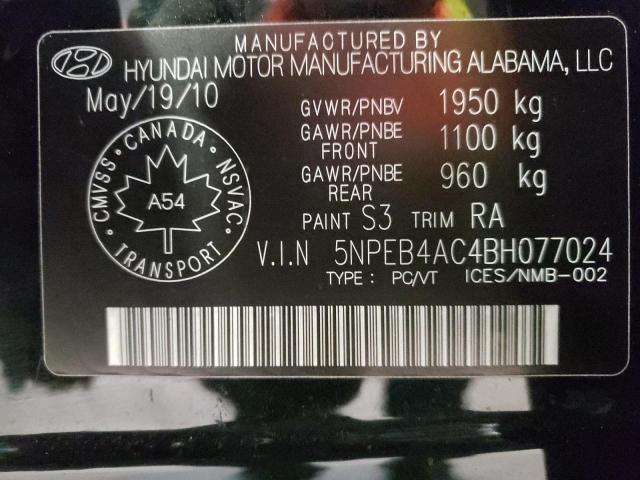 MANUFACTURED BY
HYUNDAI MOTOR MANUFACTURING ALABAMA, LLC
May/19/10
GVWR/PNBV 1950 kg
GAWR/PNBE FRONT 1100 kg
GAWR/PNBE REAR 960 kg
CANADA
CMVSS NSVAC
A54
TRANSPORT
PAINT S3 TRIM RA
V.I.N 5NPEB4AC4BH077024
TYPE: PC/VT ICES/NMB-002